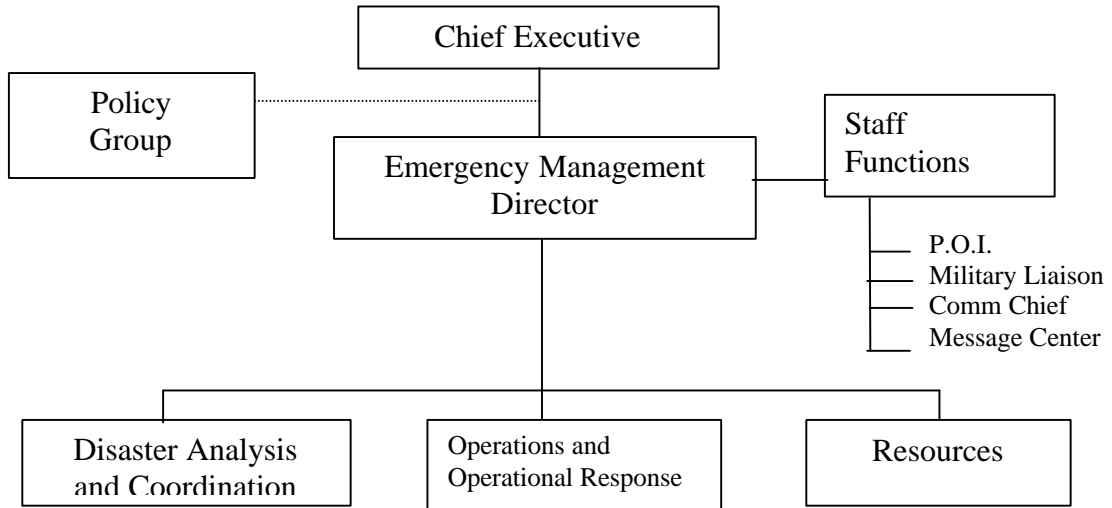 Chief Executive
Policy
Group
Staff
Functions
Emergency Management
Director
P.O.I.
Military Liaison
Comm Chief
Message Center
Disaster Analysis
and Coordination
Operations and
Operational Response
Resources